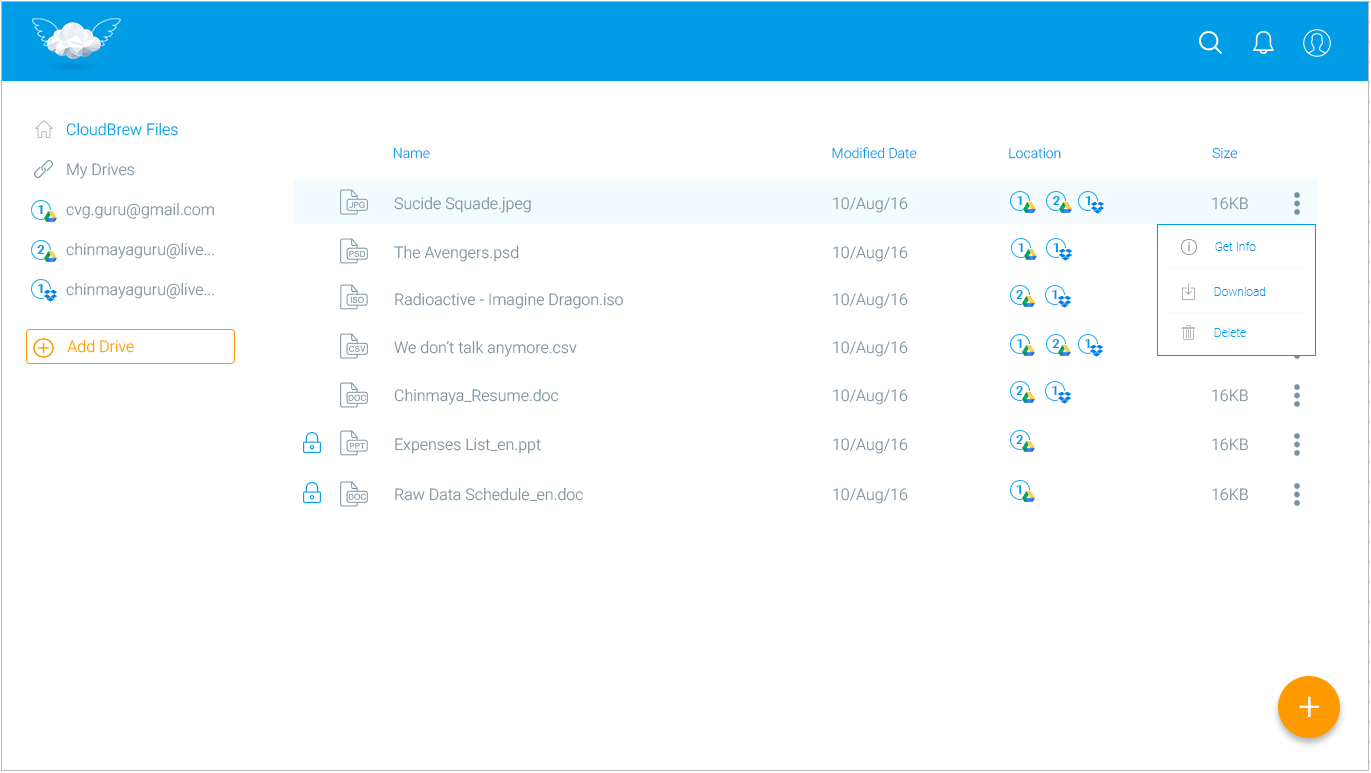 CloudBrew Files
My Drives
1 cvg.guru@gmail.com
2 chinmayaguru@live...
1 chinmayaguru@live...
Add Drive
Name Modified Date Location Size
JPG Sucide Squade.jpeg 10/Aug/16 1 2 1 16KB
PSD The Avengers.psd 10/Aug/16 1 1
ISO Radioactive - Imagine Dragon.iso 10/Aug/16 2 1
CSV We don't talk anymore.csv 10/Aug/16 1 2 1
DOC Chinmaya_Resume.doc 10/Aug/16 2 1 16KB
PPT Expenses List_en.ppt 10/Aug/16 2 16KB
DOC Raw Data Schedule_en.doc 10/Aug/16 1 16KB
Get Info
Download
Delete